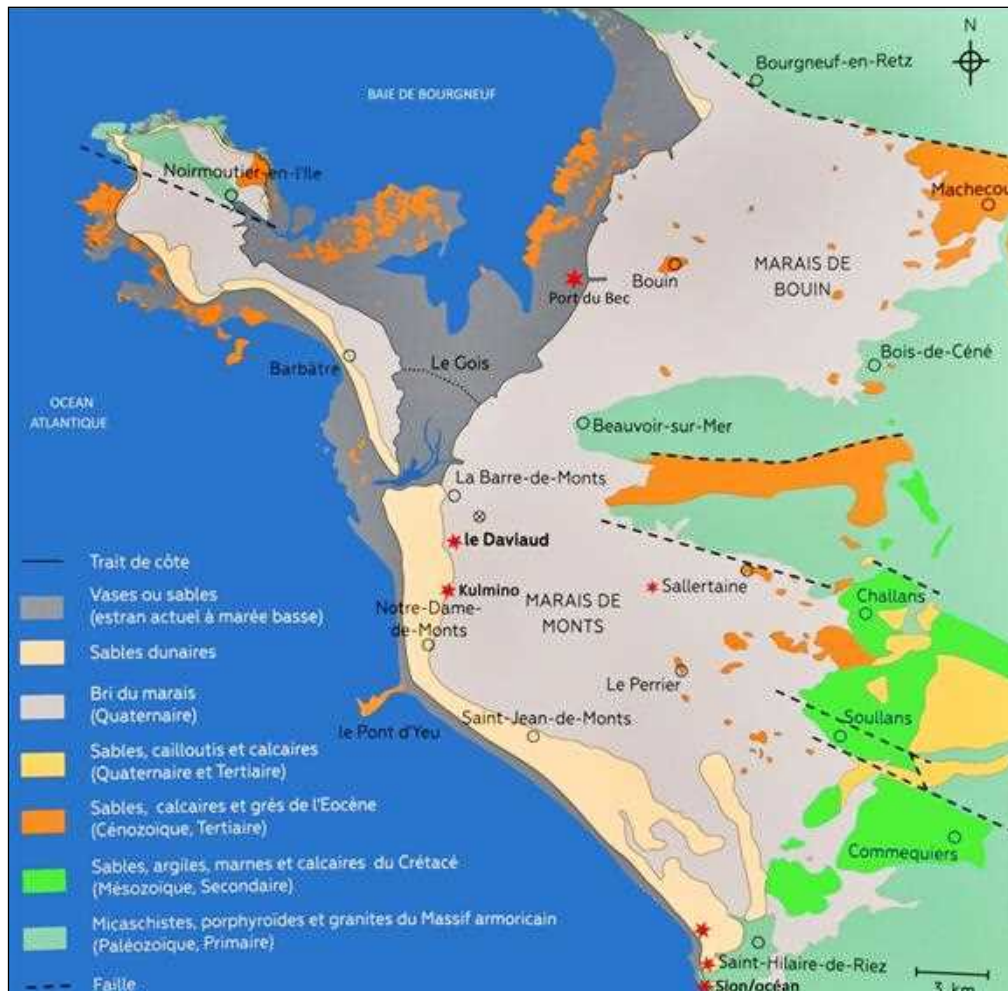 N
Bourgneuf-en-Retz
BAIE DE BOURGNEUF
Noirmoutier-en-l'Ile
Machecou
Bouin
MARAIS DE
BOUIN
Port du Bec
Bois-de-Céné
Barbâtre
Le Gois
OCEAN
ATLANTIQUE
Beauvoir-sur-Mer
La Barre-de-Monts
le Daviaud
Kulmino
Sallertaine
Notre-Dame-
de-Monts
MARAIS DE
MONTS
Challans
Le Perrier
le Pont d'Yeu
Saint-Jean-de-Monts
Soullans
Commequiers
Saint-Hilaire-de-Riez
Sion/océan
3 km
Trait de côte
Vases ou sables
(estran actuel à marée basse)
Sables dunaires
Bri du marais
(Quaternaire)
Sables, cailloutis et calcaires
(Quaternaire et Tertiaire)
Sables, calcaires et grés de l'Eocène
(Cénozoique, Tertiaire)
Sables, argiles, marnes et calcaires du Crétacé
(Mésozoique, Secondaire)
Micaschistes, porphyroïdes et granites du Massif armoricain
(Paléozoique, Primaire)
Faille